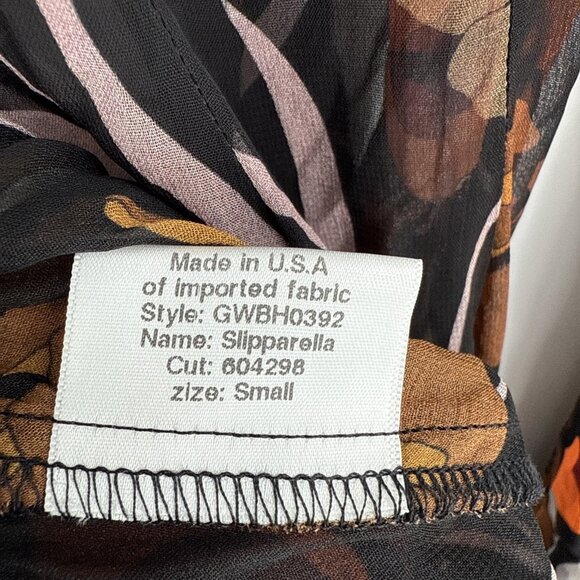 Made in U.S.A
of imported fabric
Style: GWBH0392
Name: Slipparella
Cut: 604298
zize: Small